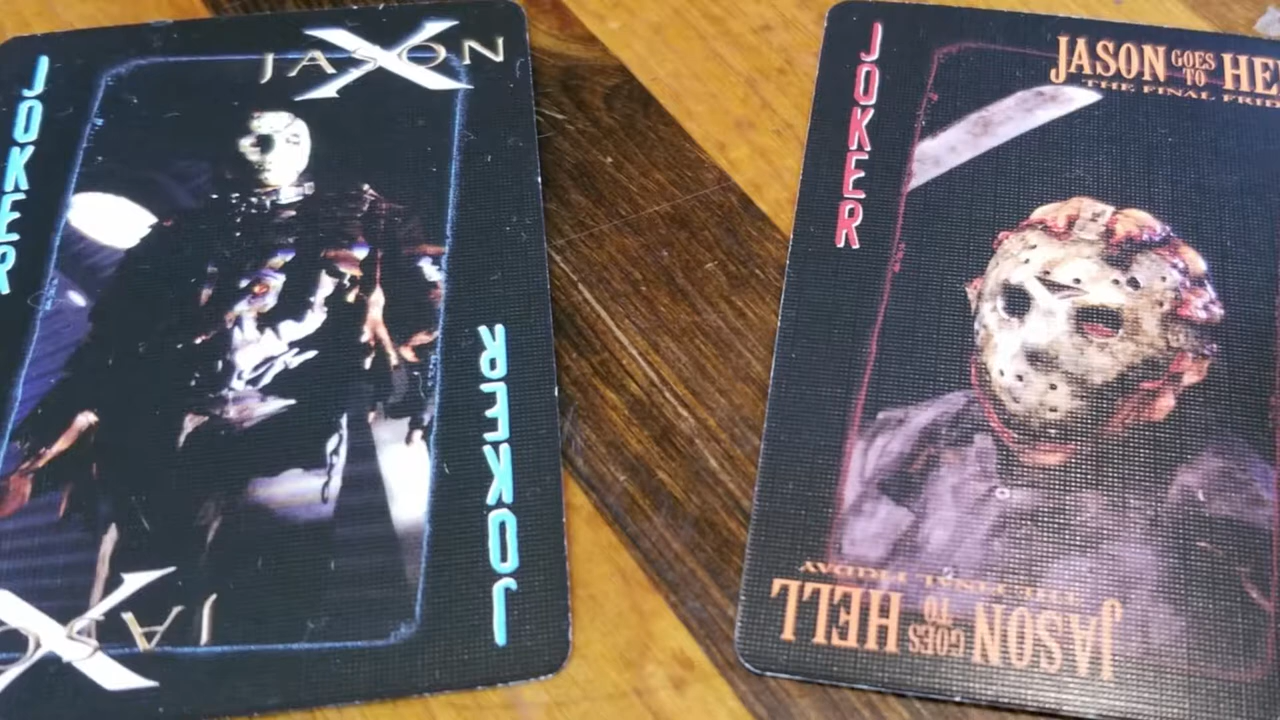 JOKER
JASON X
JOKER
JASON X
JOKER
JASON GOES TO HE
THE FINAL FRID
THE FINAL FRIDAY
JASON GOES TO HELL